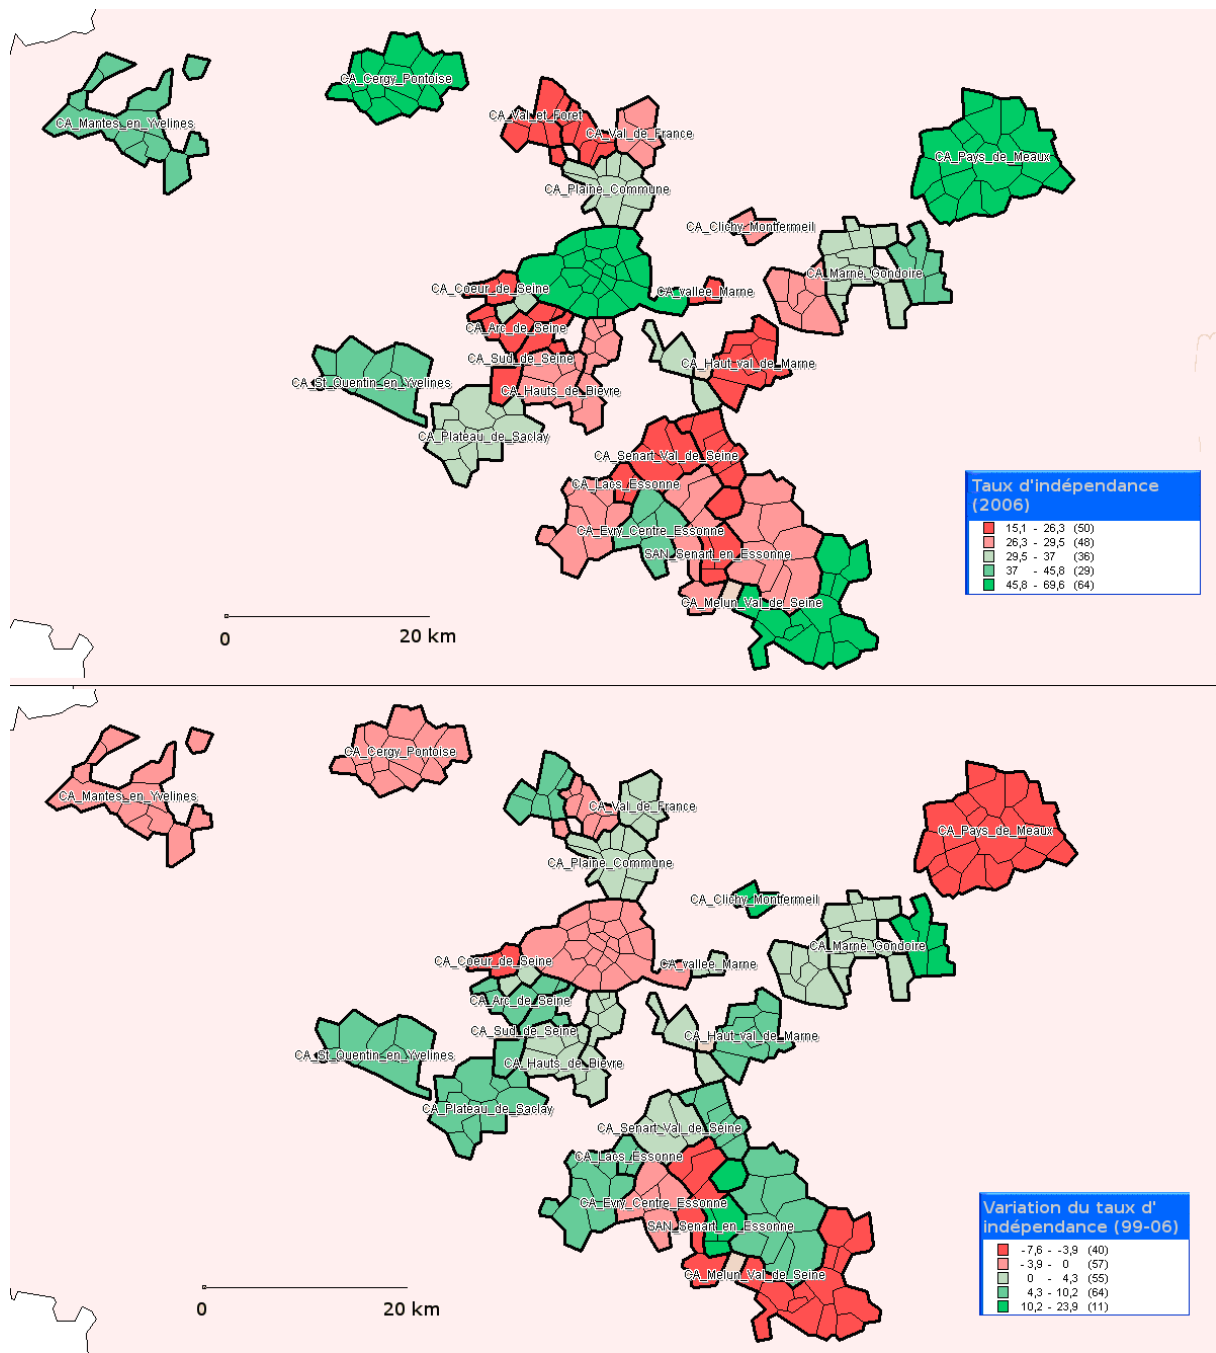 CA_Cergy_Pontoise
CA_Mantes_en_Yvelines
CA_Val_et_Foret
CA_Val_de_France
CA_Pays_de_Meaux
CA_Plaine_Commune
CA_Clichy_Montfermeil
CA_Marne_Gondoire
CA_Coeur_de_Seine
CA_vallee_Marne
CA_Arc_de_Seine
CA_Sud_de_Seine
CA_Haut_val_de_Marne
CA_St_Quentin_en_Yvelines
CA_Hauts_de_Bievre
CA_Plateau_de_Saclay
CA_Senart_Val_de_Seine
CA_Lacs_Essonne
CA_Evry_Centre_Essonne
SAN_Senart_en_Essonne
CA_Melun_Val_de_Seine
Taux d'indépendance
(2006)
15,1 - 26,3 (50)
26,3 - 29,5 (48)
29,5 - 37 (36)
37 - 45,8 (29)
45,8 - 69,6 (64)
0 20 km
CA_Cergy_Pontoise
CA_Mantes_en_Yvelines
CA_Val_de_France
CA_Pays_de_Meaux
CA_Plaine_Commune
CA_Clichy_Montfermeil
CA_Marne_Gondoire
CA_Coeur_de_Seine
CA_vallee_Marne
CA_Arc_de_Seine
CA_Sud_de_Seine
CA_Haut_val_de_Marne
CA_St_Quentin_en_Yvelines
CA_Hauts_de_Bievre
CA_Plateau_de_Saclay
CA_Senart_Val_de_Seine
CA_Lacs_Essonne
CA_Evry_Centre_Essonne
SAN_Senart_en_Essonne
CA_Melun_Val_de_Seine
Variation du taux d'
indépendance (99-06)
-7,6 - -3,9 (40)
-3,9 - 0 (57)
0 - 4,3 (55)
4,3 - 10,2 (64)
10,2 - 23,9 (11)
0 20 km